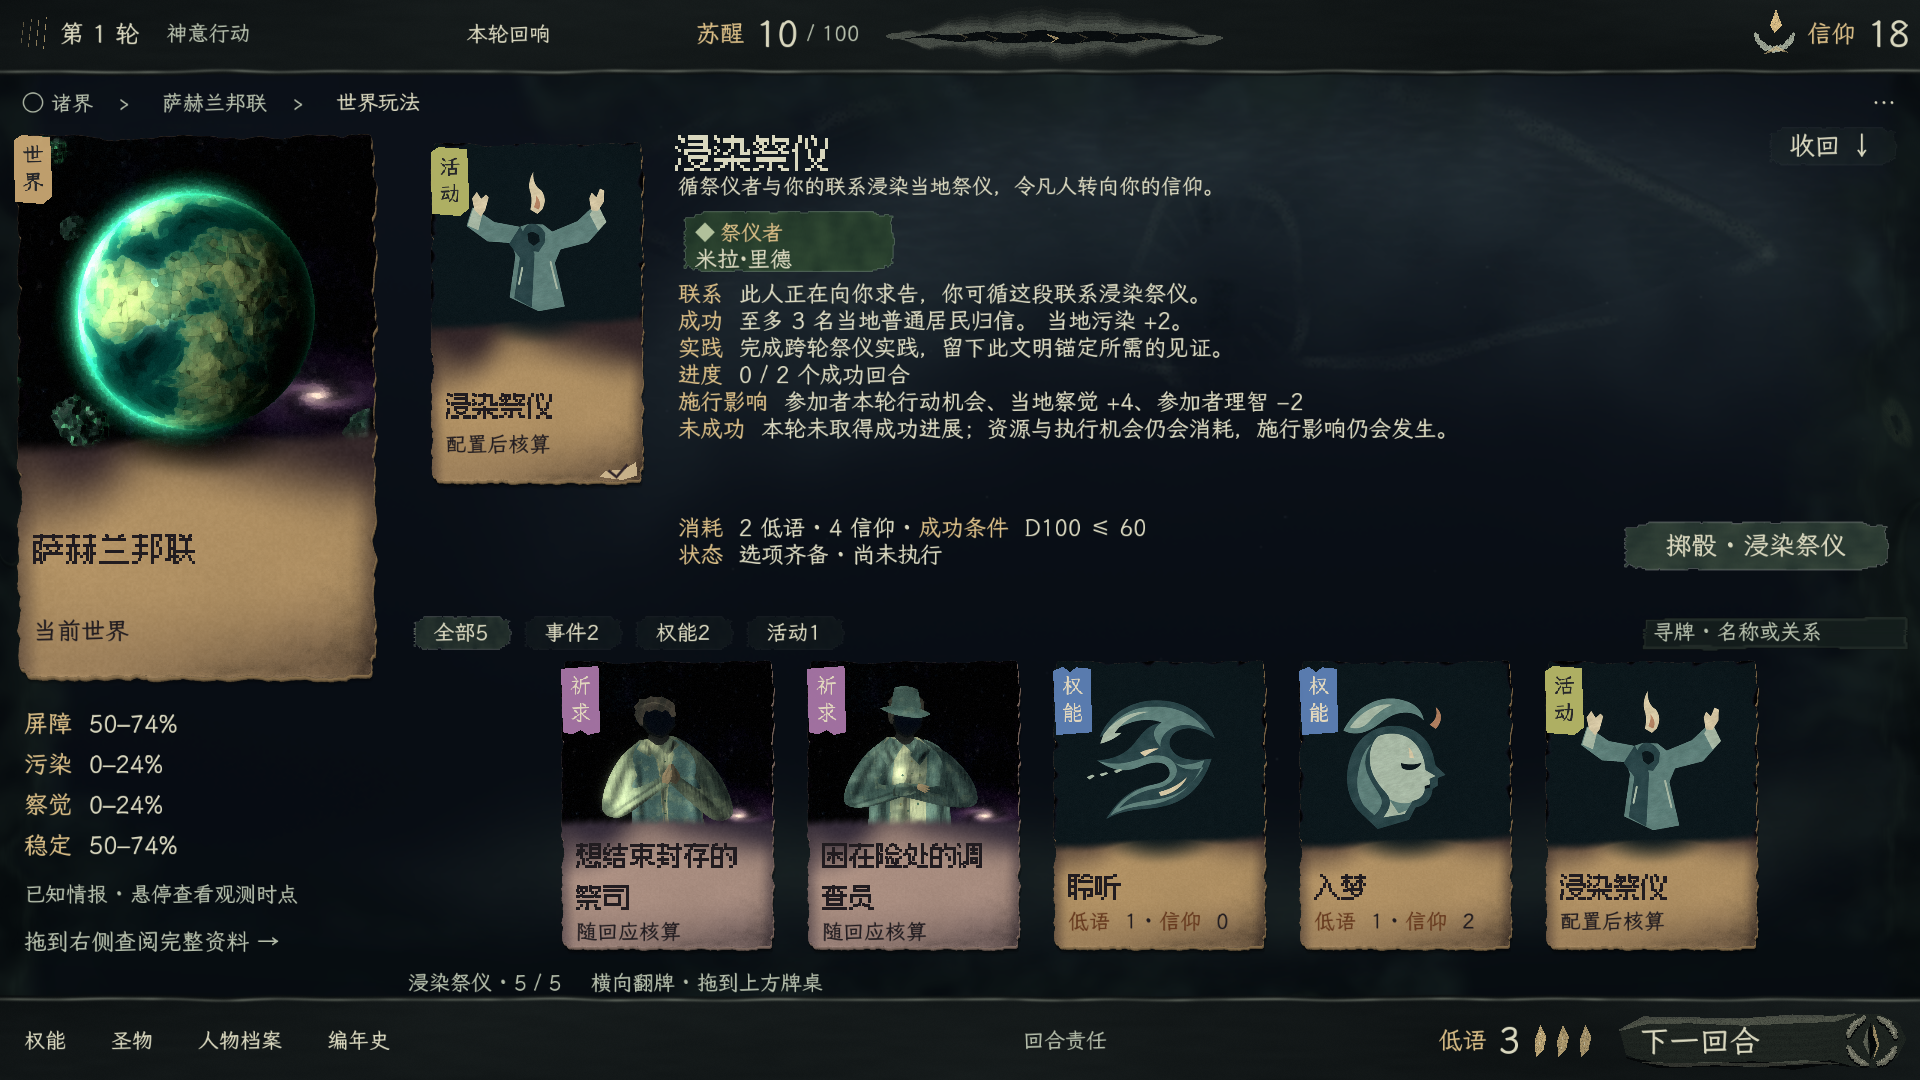 第 1 轮
神意行动
本轮回响
苏醒 10 / 100
信仰 18
诸界 > 萨赫兰邦联 > 世界玩法
...
世界
萨赫兰邦联
当前世界
活动
浸染祭仪
配置后核算
浸染祭仪
收回 ↓
循祭仪者与你的联系浸染当地祭仪，令凡人转向你的信仰。
◆ 祭仪者
米拉•里德
联系 此人正在向你求告，你可循这段联系浸染祭仪。
成功 至多 3 名当地普通居民归信。 当地污染 +2。
实践 完成跨轮祭仪实践，留下此文明锚定所需的见证。
进度 0 / 2 个成功回合
施行影响 参加者本轮行动机会、当地察觉 +4、参加者理智 −2
未成功 本轮未取得成功进展；资源与执行机会仍会消耗，施行影响仍会发生。
消耗 2 低语 · 4 信仰 · 成功条件 D100 ≤ 60
状态 选项齐备 · 尚未执行
掷骰 · 浸染祭仪
全部5
事件2
权能2
活动1
寻牌 · 名称或关系
屏障 50–74%
污染 0–24%
察觉 0–24%
稳定 50–74%
已知情报 · 悬停查看观测时点
拖到右侧查阅完整资料 →
祈求
想结束封存的
祭司
随回应核算
祈求
困在险处的调
查员
随回应核算
权能
聆听
低语 1 · 信仰 0
权能
入梦
低语 1 · 信仰 2
活动
浸染祭仪
配置后核算
浸染祭仪 · 5 / 5 横向翻牌 · 拖到上方牌桌
权能
圣物
人物档案
编年史
回合责任
低语 3
下一回合